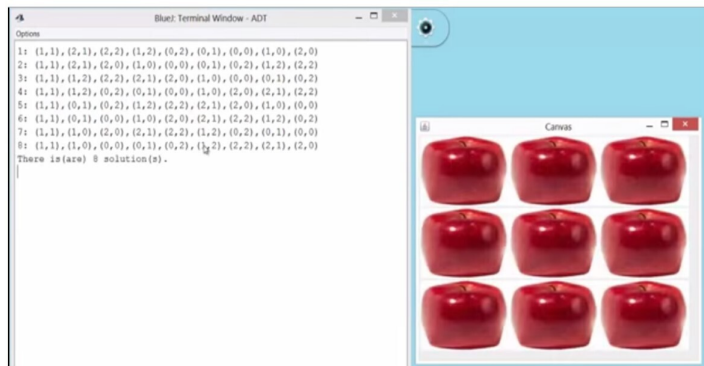 BlueJ: Terminal Window - ADT
Options
1: (1,1),(2,1),(2,2),(1,2),(0,2),(0,1),(0,0),(1,0),(2,0)
2: (1,1),(2,1),(2,0),(1,0),(0,0),(0,1),(0,2),(1,2),(2,2)
3: (1,1),(1,2),(2,2),(2,1),(2,0),(1,0),(0,0),(0,1),(0,2)
4: (1,1),(1,2),(0,2),(0,1),(0,0),(1,0),(2,0),(2,1),(2,2)
5: (1,1),(0,1),(0,2),(1,2),(2,2),(2,1),(2,0),(1,0),(0,0)
6: (1,1),(0,1),(0,0),(1,0),(2,0),(2,1),(2,2),(1,2),(0,2)
7: (1,1),(1,0),(2,0),(2,1),(2,2),(1,2),(0,2),(0,1),(0,0)
8: (1,1),(1,0),(0,0),(0,1),(0,2),(1,2),(2,2),(2,1),(2,0)
There is(are) 8 solution(s).
Canvas